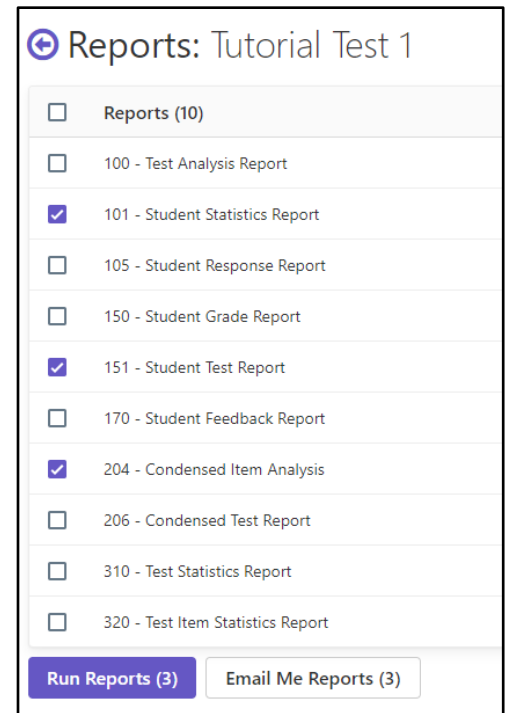 Reports: Tutorial Test 1
Reports (10)
100 - Test Analysis Report
101 - Student Statistics Report
105 - Student Response Report
150 - Student Grade Report
151 - Student Test Report
170 - Student Feedback Report
204 - Condensed Item Analysis
206 - Condensed Test Report
310 - Test Statistics Report
320 - Test Item Statistics Report
Run Reports (3) Email Me Reports (3)